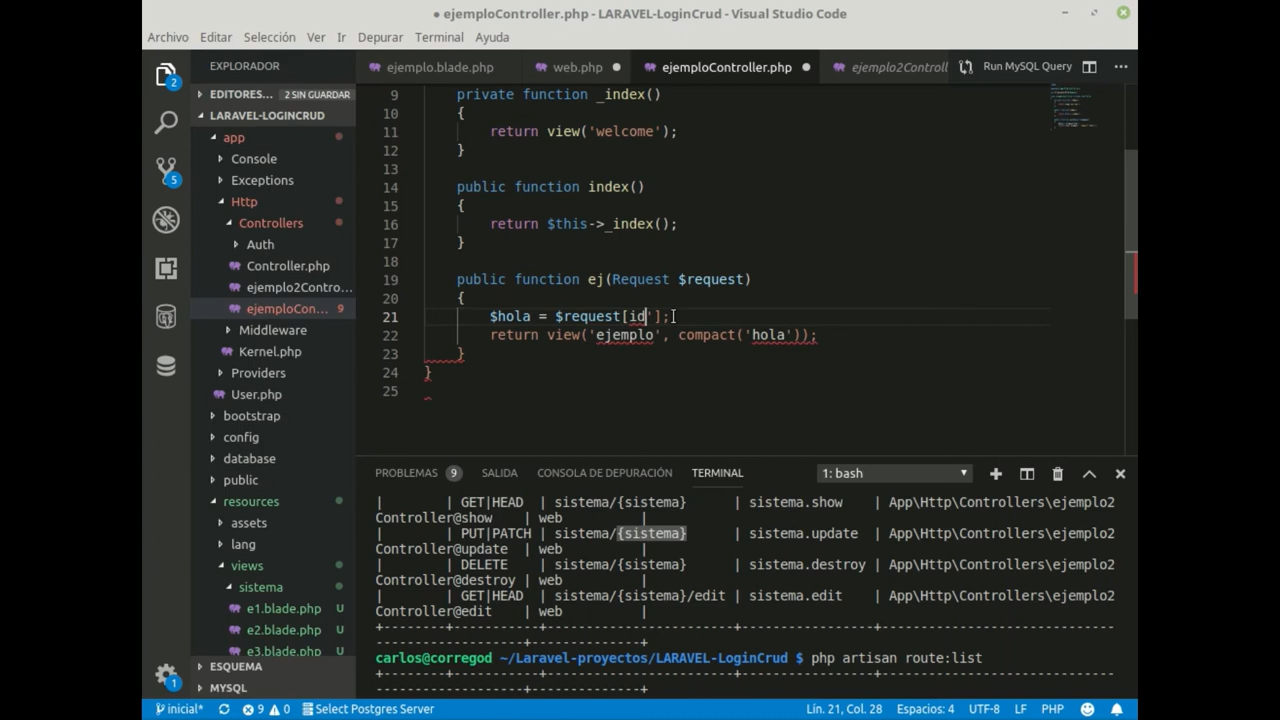 ● ejemploController.php - LARAVEL-LoginCrud - Visual Studio Code
Archivo Editar Selección Ver Ir Depurar Terminal Ayuda
2
5
1
EXPLORADOR
EDITORES... 2 SIN GUARDAR
LARAVEL-LOGINCRUD
app
Console
Exceptions
Http
Controllers
Auth
Controller.php
ejemplo2Contro...
ejemploCon... 9
Middleware
Kernel.php
Providers
User.php
bootstrap
config
database
public
resources
assets
lang
views
sistema
e1.blade.php U
e2.blade.php U
e3.blade.php U
ESQUEMA
MYSQL
ejemplo.blade.php web.php ● ejemploController.php ● ejemplo2Controll Run MySQL Query ...
9 private function _index()
10 {
11 return view('welcome');
12 }
13
14 public function index()
15 {
16 return $this->_index();
17 }
18
19 public function ej(Request $request)
20 {
21 $hola = $request[id'];
22 return view('ejemplo', compact('hola'));
23 }
24 }
25
PROBLEMAS 9 SALIDA CONSOLA DE DEPURACIÓN TERMINAL 1: bash
| | GET|HEAD | sistema/{sistema} | sistema.show | App\Http\Controllers\ejemplo2
Controller@show | web |
| | PUT|PATCH | sistema/{sistema} | sistema.update | App\Http\Controllers\ejemplo2
Controller@update | web |
| | DELETE | sistema/{sistema} | sistema.destroy | App\Http\Controllers\ejemplo2
Controller@destroy | web |
| | GET|HEAD | sistema/{sistema}/edit | sistema.edit | App\Http\Controllers\ejemplo2
Controller@edit | web |
+--------+-----------+------------------------+-----------------+------------------------------
-------------------+--------------+
carlos@corregod ~/Laravel-proyectos/LARAVEL-LoginCrud $ php artisan route:list
+--------+-----------+------------------------+-----------------+------------------------------
-------------------+--------------+
inicial* 9 0 Select Postgres Server Lín. 21, Col. 28 Espacios: 4 UTF-8 LF PHP